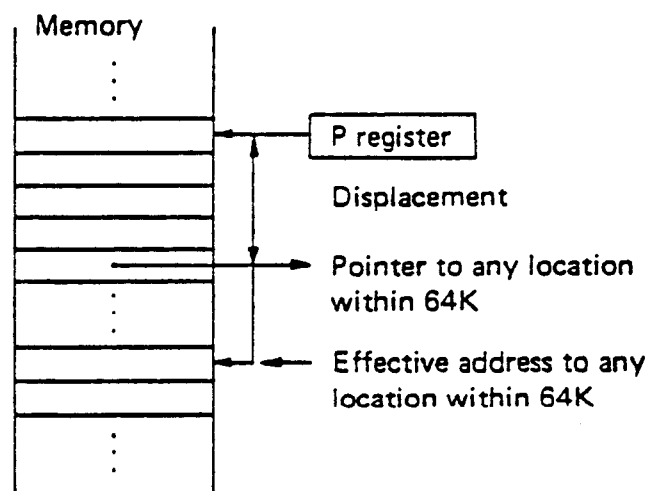 Memory
P register
Displacement
Pointer to any location
within 64K
Effective address to any
location within 64K